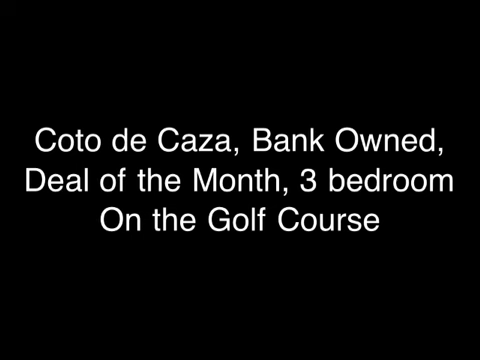 Coto de Caza, Bank Owned,
Deal of the Month, 3 bedroom
On the Golf Course